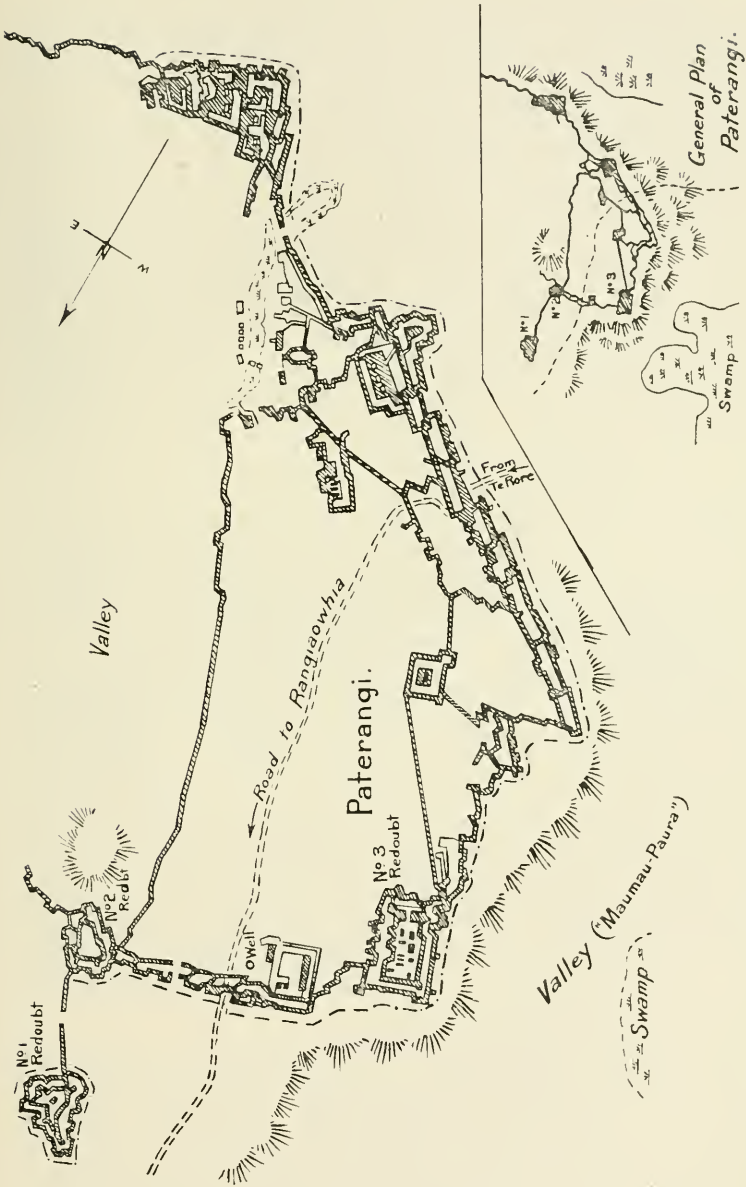 Valley
N
E
W
Nº 1
Redoubt
Nº 2
Redbt
Road to Rangiaowhia
Paterangi.
o Well
Nº 3
Redoubt
From
Te Rore
Valley ("Maumau-Paura")
Swamp
General Plan
of
Paterangi.
Nº 1
Nº 2
Nº 3
Swamp